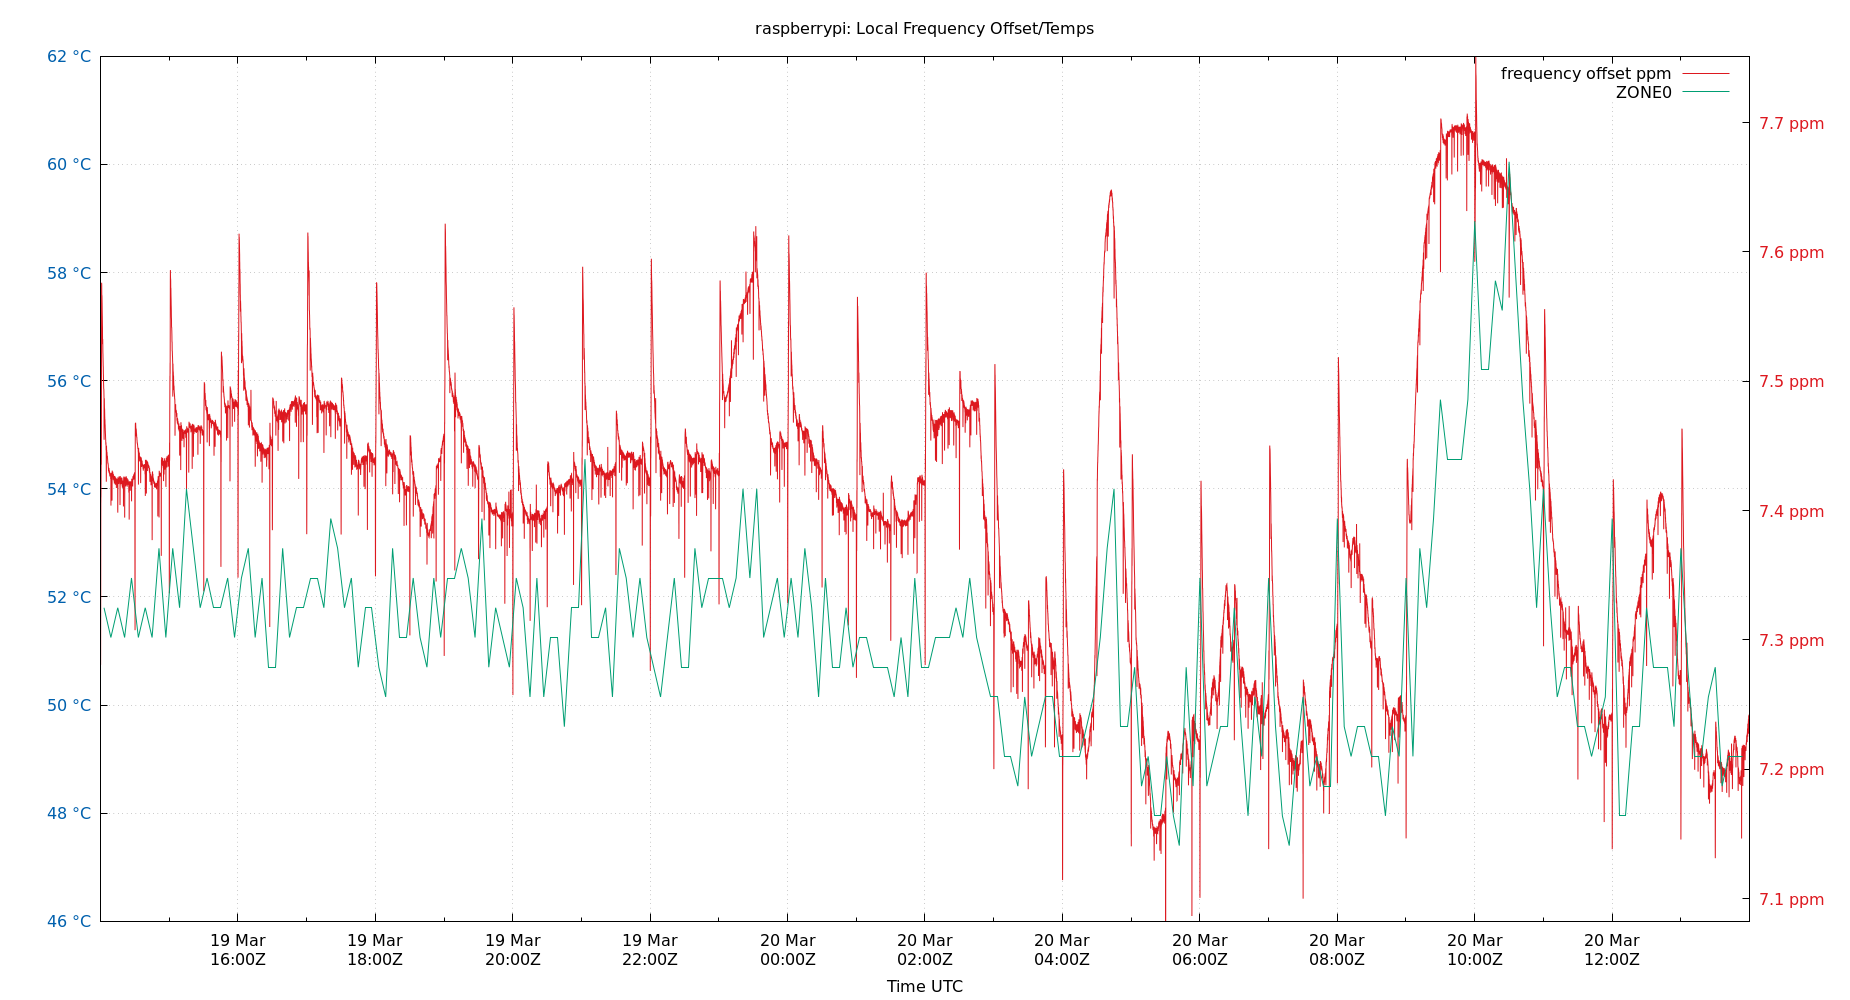 raspberrypi: Local Frequency Offset/Temps
frequency offset ppm
ZONE0
62 °C
60 °C
58 °C
56 °C
54 °C
52 °C
50 °C
48 °C
46 °C
7.7 ppm
7.6 ppm
7.5 ppm
7.4 ppm
7.3 ppm
7.2 ppm
7.1 ppm
19 Mar
16:00Z
19 Mar
18:00Z
19 Mar
20:00Z
19 Mar
22:00Z
20 Mar
00:00Z
20 Mar
02:00Z
20 Mar
04:00Z
20 Mar
06:00Z
20 Mar
08:00Z
20 Mar
10:00Z
20 Mar
12:00Z
Time UTC